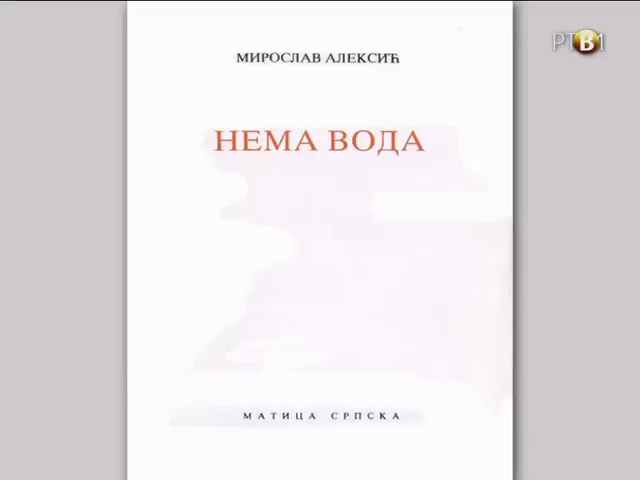 РТВ1
МИРОСЛАВ АЛЕКСИЋ
НЕМА ВОДА
МАТИЦА СРПСКА